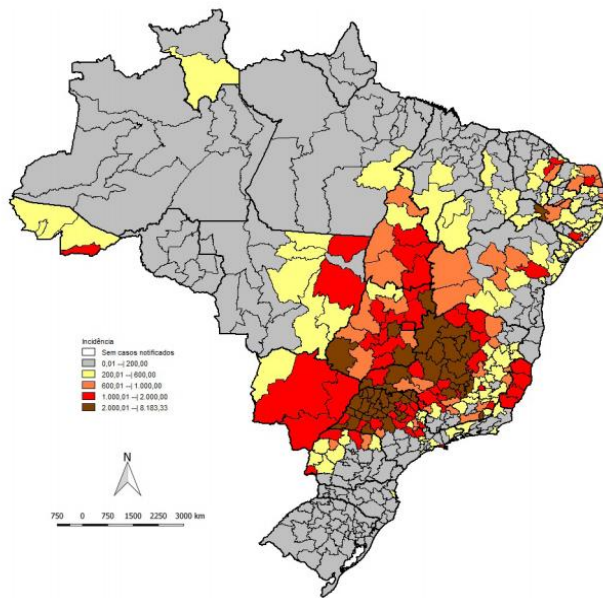 Incidência
Sem casos notificados
0,01 --| 200,00
200,01 --| 600,00
600,01 --| 1.000,00
1.000,01 --| 2.000,00
2.000,01 --| 8.183,33
N
750 0 750 1500 2250 3000 km